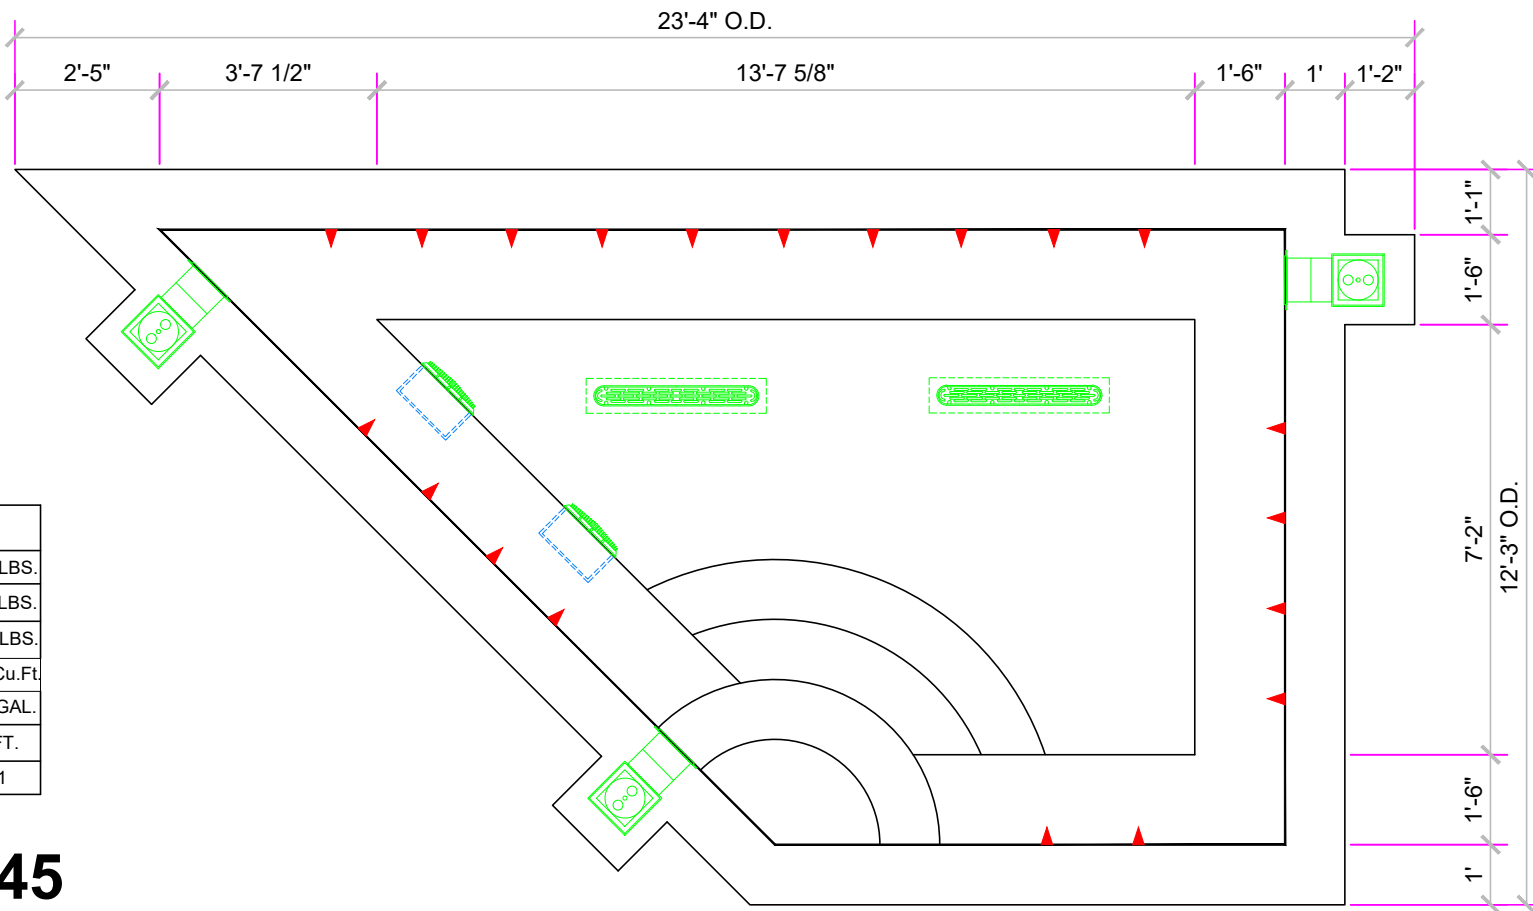 23'-4" O.D.
2'-5"
3'-7 1/2"
13'-7 5/8"
1'-6"
1'
1'-2"
1'-1"
1'-6"
7'-2"
12'-3" O.D.
1'-6"
1'
LBS.
LBS.
LBS.
Cu.Ft.
GAL.
FT.
1
45